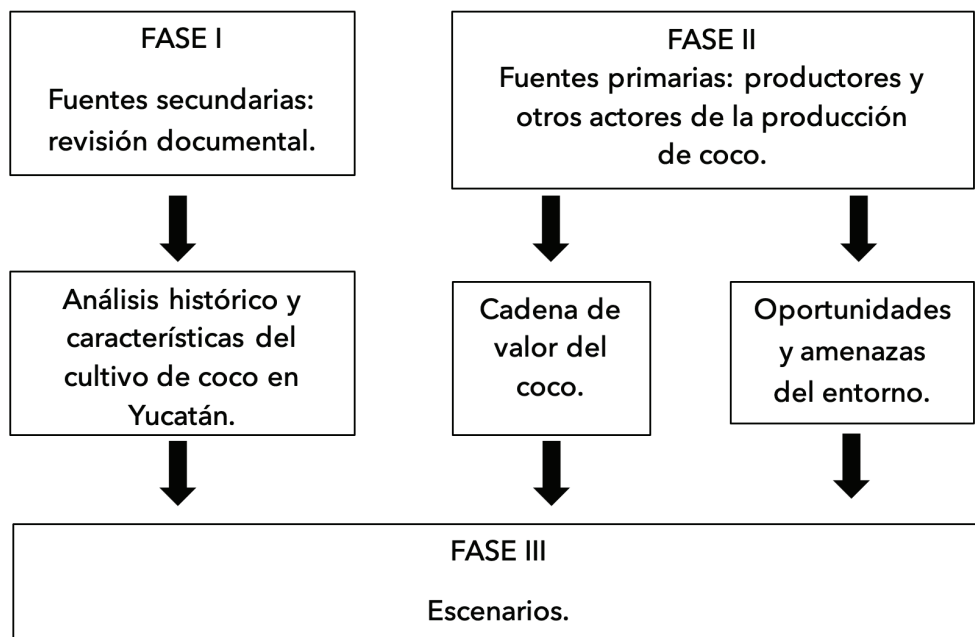 FASE I
Fuentes secundarias:
revisión documental.
FASE II
Fuentes primarias: productores y
otros actores de la producción
de coco.
Análisis histórico y
características del
cultivo de coco en
Yucatán.
Cadena de
valor del
coco.
Oportunidades
y amenazas
del entorno.
FASE III
Escenarios.